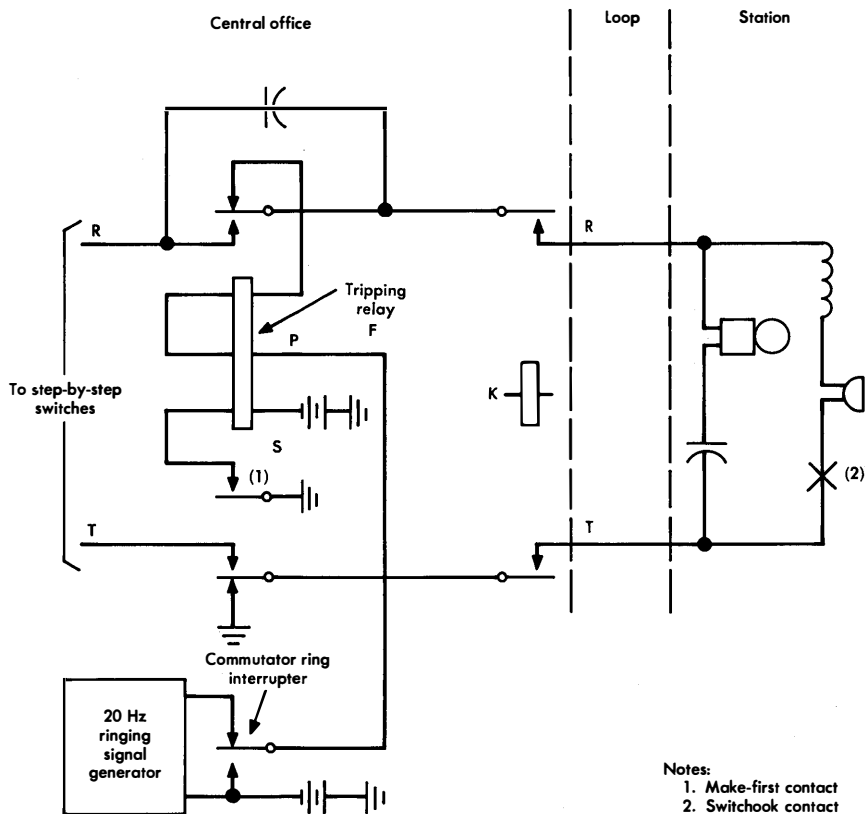 Central office
Loop
Station
R
R
Tripping
relay
F
P
To step-by-step
switches
K
S
(1)
(2)
T
T
Commutator ring
interrupter
20 Hz
ringing
signal
generator
Notes:
1. Make-first contact
2. Switchook contact